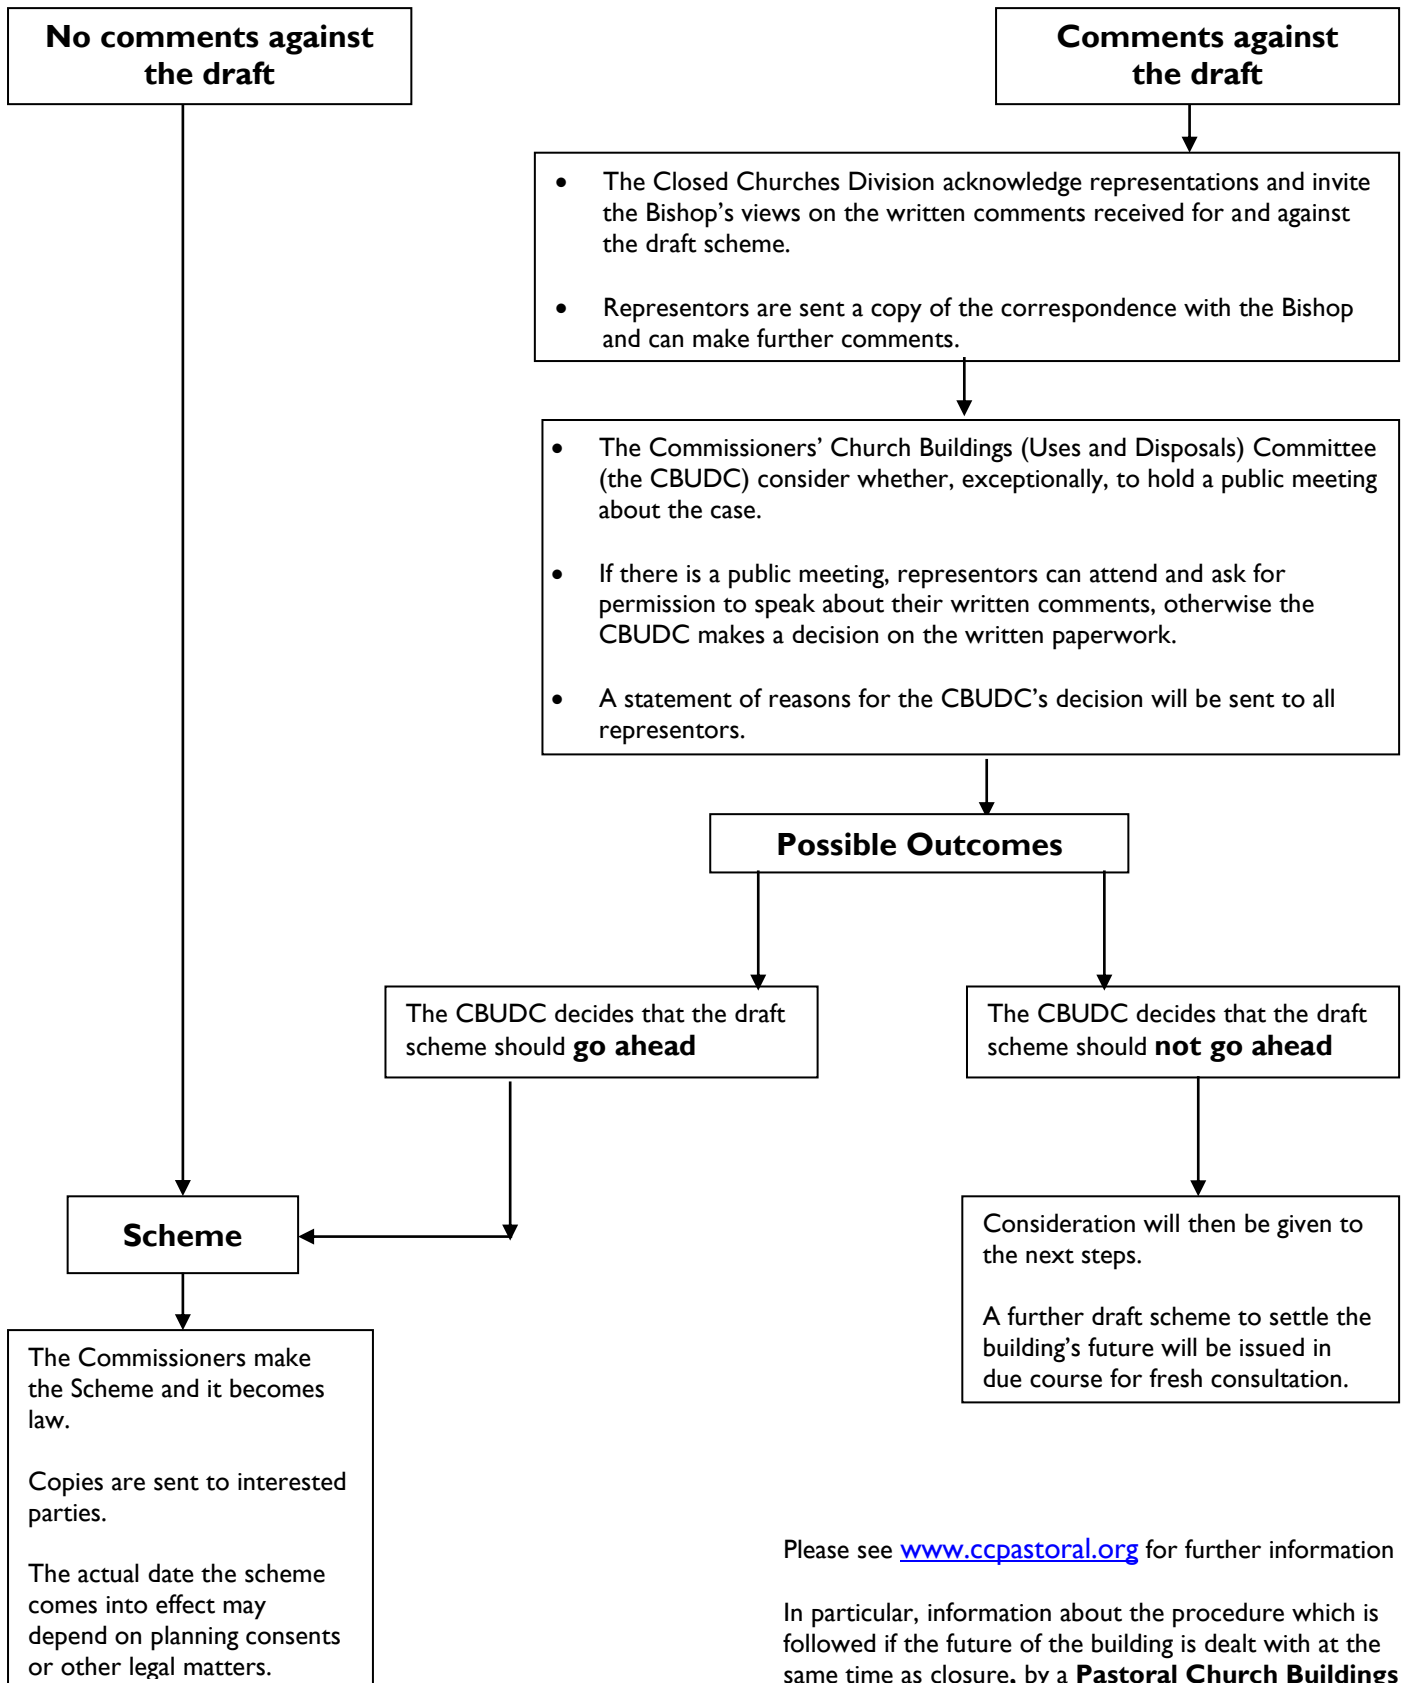 No comments against
the draft
Comments against
the draft
• The Closed Churches Division acknowledge representations and invite
the Bishop’s views on the written comments received for and against
the draft scheme.
• Representors are sent a copy of the correspondence with the Bishop
and can make further comments.
• The Commissioners’ Church Buildings (Uses and Disposals) Committee
(the CBUDC) consider whether, exceptionally, to hold a public meeting
about the case.
• If there is a public meeting, representors can attend and ask for
permission to speak about their written comments, otherwise the
CBUDC makes a decision on the written paperwork.
• A statement of reasons for the CBUDC’s decision will be sent to all
representors.
Possible Outcomes
The CBUDC decides that the draft
scheme should go ahead
The CBUDC decides that the draft
scheme should not go ahead
Scheme
Consideration will then be given to
the next steps.
A further draft scheme to settle the
building’s future will be issued in
due course for fresh consultation.
The Commissioners make
the Scheme and it becomes
law.
Copies are sent to interested
parties.
The actual date the scheme
comes into effect may
depend on planning consents
or other legal matters.
Please see www.ccpastoral.org for further information
In particular, information about the procedure which is
followed if the future of the building is dealt with at the
same time as closure, by a Pastoral Church Buildings